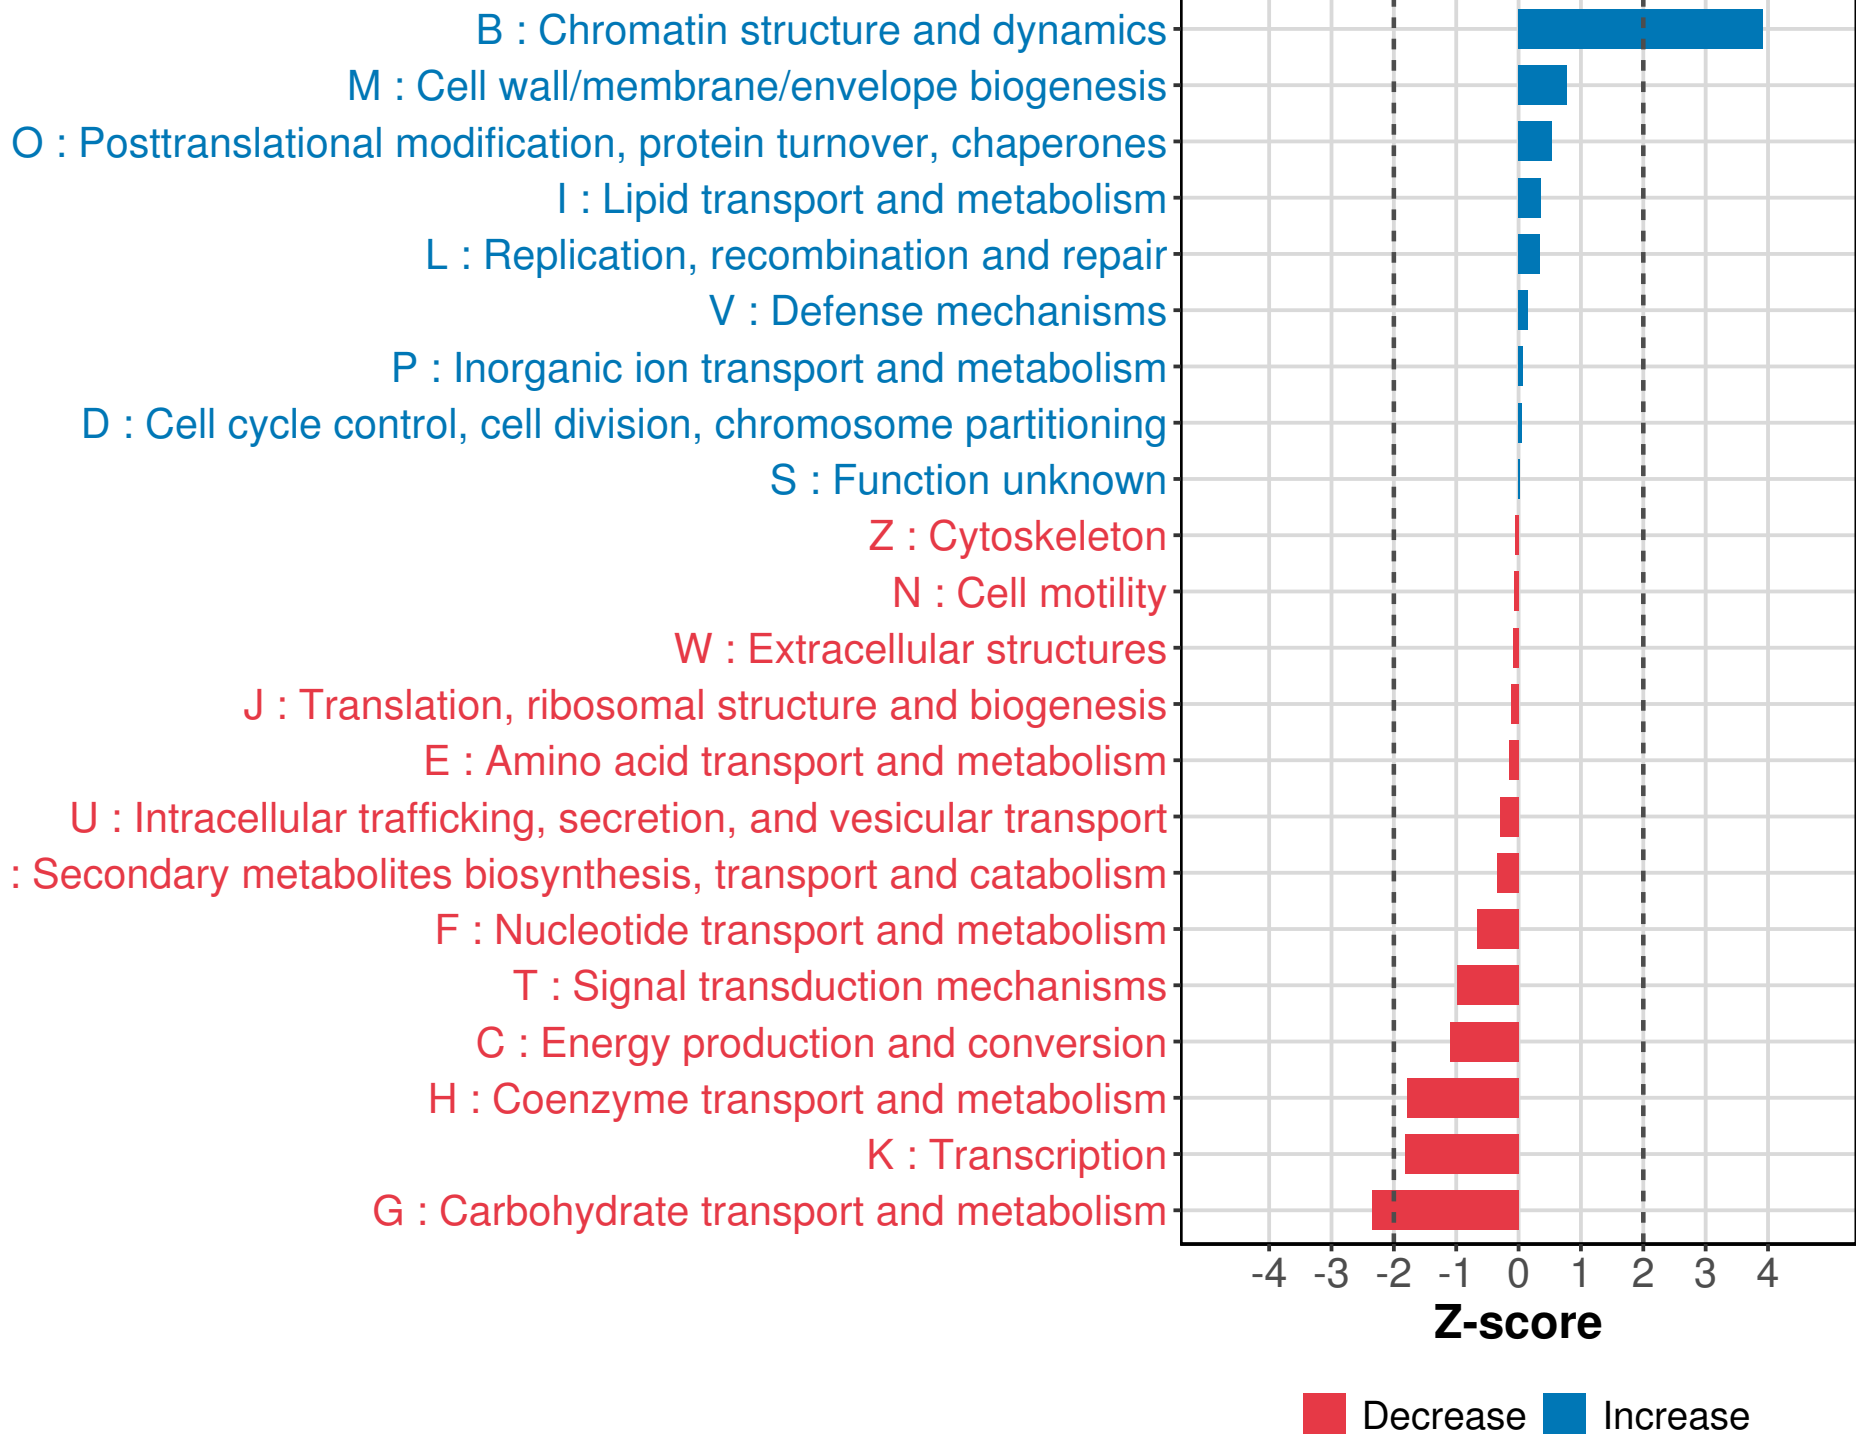 B : Chromatin structure and dynamics
M : Cell wall/membrane/envelope biogenesis
O : Posttranslational modification, protein turnover, chaperones
I : Lipid transport and metabolism
L : Replication, recombination and repair
V : Defense mechanisms
P : Inorganic ion transport and metabolism
D : Cell cycle control, cell division, chromosome partitioning
S : Function unknown
Z : Cytoskeleton
N : Cell motility
W : Extracellular structures
J : Translation, ribosomal structure and biogenesis
E : Amino acid transport and metabolism
U : Intracellular trafficking, secretion, and vesicular transport
: Secondary metabolites biosynthesis, transport and catabolism
F : Nucleotide transport and metabolism
T : Signal transduction mechanisms
C : Energy production and conversion
H : Coenzyme transport and metabolism
K : Transcription
G : Carbohydrate transport and metabolism
-4 -3 -2 -1 0 1 2 3 4
Z-score
Decrease Increase